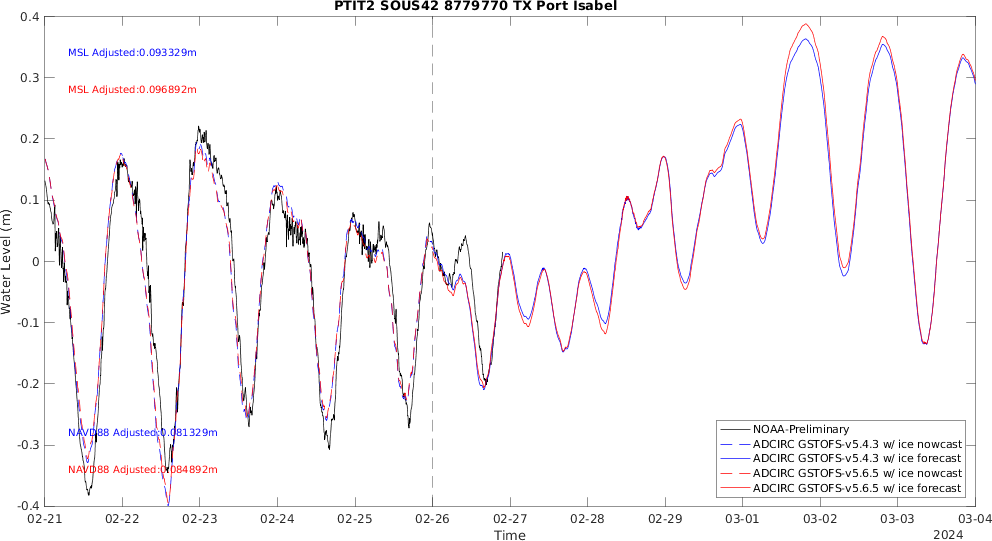 PTIT2 SOUS42 8779770 TX Port Isabel
0.4
0.3
0.2
0.1
0
-0.1
-0.2
-0.3
-0.4
Water Level (m)
MSL Adjusted:0.093329m
MSL Adjusted:0.096892m
NAVD88 Adjusted:0.081329m
NAVD88 Adjusted:0.084892m
NOAA-Preliminary
ADCIRC GSTOFS-v5.4.3 w/ ice nowcast
ADCIRC GSTOFS-v5.4.3 w/ ice forecast
ADCIRC GSTOFS-v5.6.5 w/ ice nowcast
ADCIRC GSTOFS-v5.6.5 w/ ice forecast
02-21 02-22 02-23 02-24 02-25 02-26 02-27 02-28 02-29 03-01 03-02 03-03 03-04
Time
2024